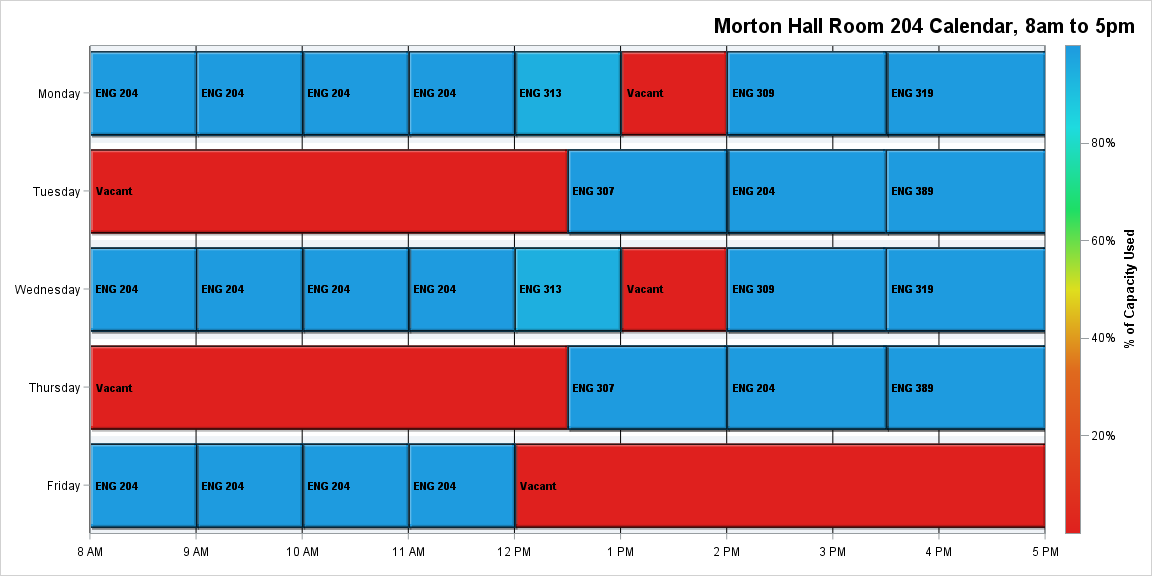 Morton Hall Room 204 Calendar, 8am to 5pm
Monday
ENG 204
ENG 204
ENG 204
ENG 204
ENG 313
Vacant
ENG 309
ENG 319
Tuesday
Vacant
ENG 307
ENG 204
ENG 389
Wednesday
ENG 204
ENG 204
ENG 204
ENG 204
ENG 313
Vacant
ENG 309
ENG 319
Thursday
Vacant
ENG 307
ENG 204
ENG 389
Friday
ENG 204
ENG 204
ENG 204
ENG 204
Vacant
8 AM
9 AM
10 AM
11 AM
12 PM
1 PM
2 PM
3 PM
4 PM
5 PM
80%
60%
40%
20%
% of Capacity Used